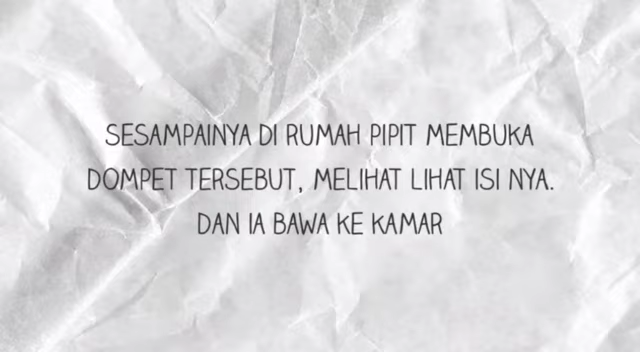 SESAMPAINYA DI RUMAH PIPIT MEMBUKA
DOMPET TERSEBUT, MELIHAT LIHAT ISI NYA.
DAN IA BAWA KE KAMAR